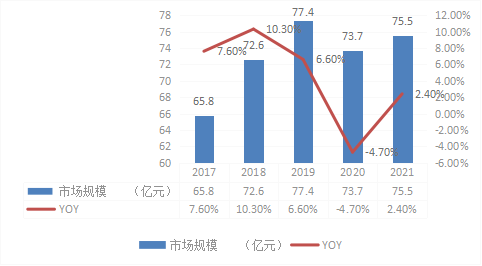 78 77.4 12.00%
76 75.5 10.00%
74 10.30% 73.7 8.00%
72 7.60% 72.6 6.60% 6.00%
70 4.00%
68 2.40% 2.00%
66 65.8 0.00%
64 -2.00%
62 -4.70% -4.00%
60 -6.00%
2017 2018 2019 2020 2021
市场规模 （亿元） 65.8 72.6 77.4 73.7 75.5
YOY 7.60% 10.30% 6.60% -4.70% 2.40%
市场规模 （亿元） YOY